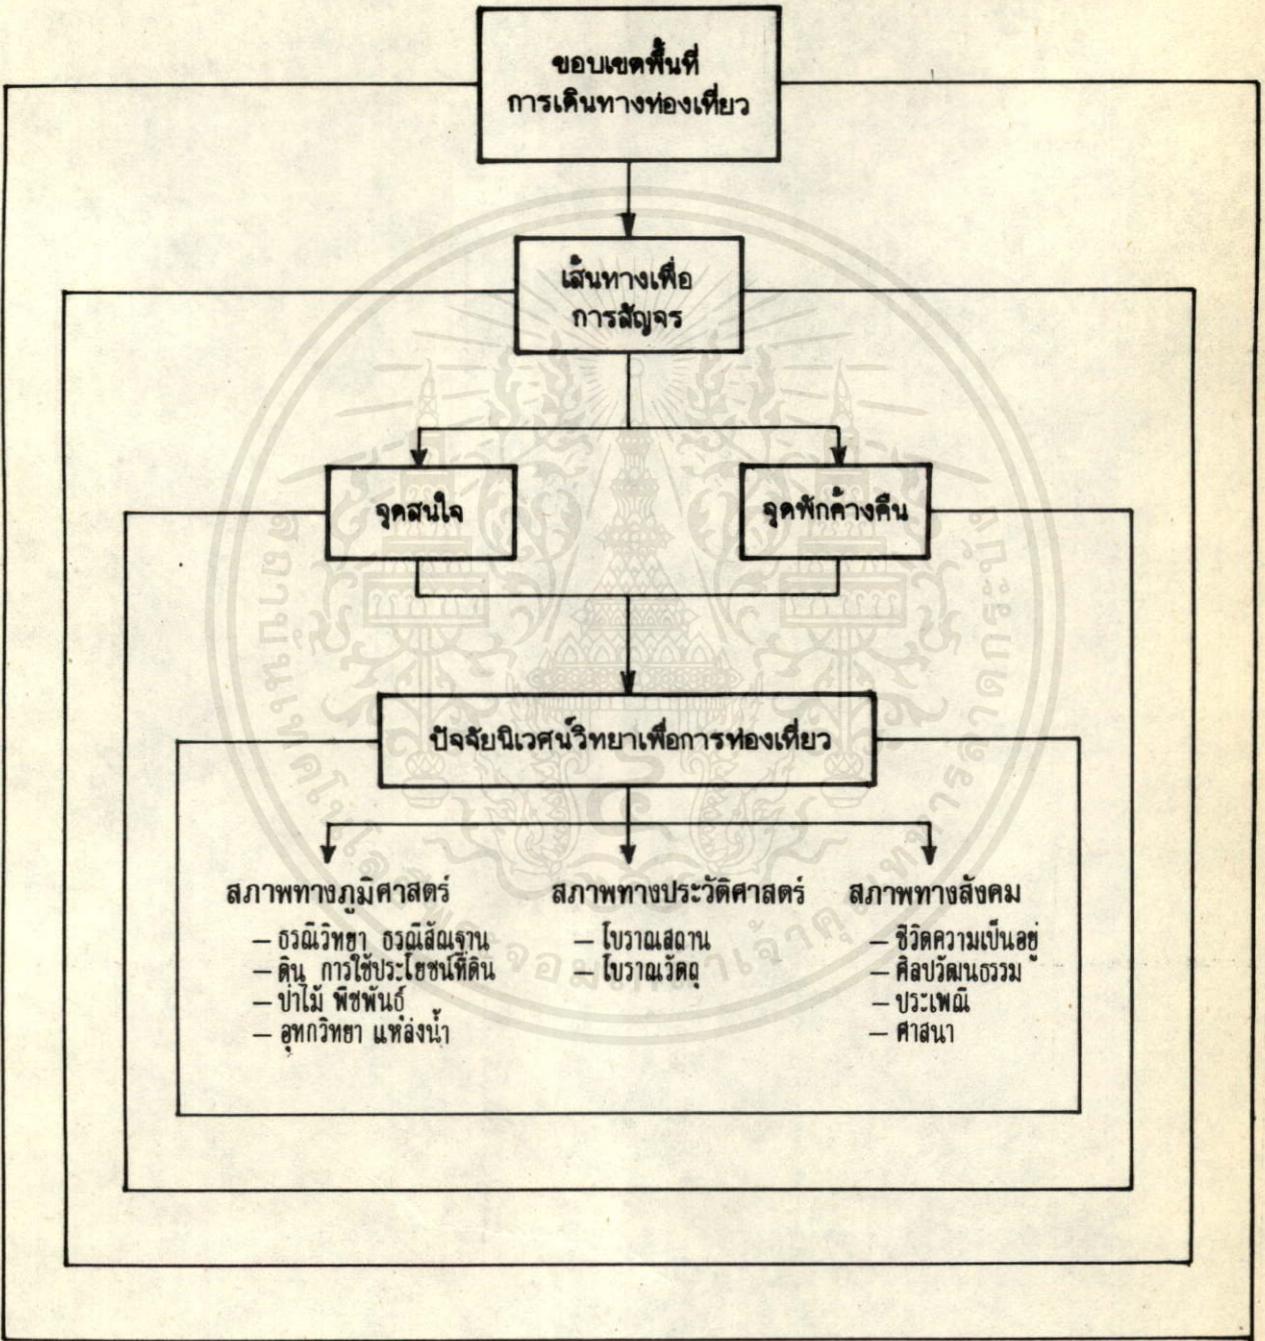 ขอบเขตพื้นที่
การเดินทางท่องเที่ยว
เส้นทางเพื่อ
การสัญจร
จุดสนใจ
จุดพักค้างคืน
ปัจจัยนิเวศน์วิทยาเพื่อการท่องเที่ยว
สภาพทางภูมิศาสตร์
— ธรณีวิทยา ธรณีสัณฐาน
— ดิน การใช้ประโยชน์ที่ดิน
— ป่าไม้ พืชพันธุ์
— อุทกวิทยา แหล่งน้ำ
สภาพทางประวัติศาสตร์
— โบราณสถาน
— โบราณวัตถุ
สภาพทางสังคม
— ชีวิตความเป็นอยู่
— ศิลปวัฒนธรรม
— ประเพณี
— ศาสนา